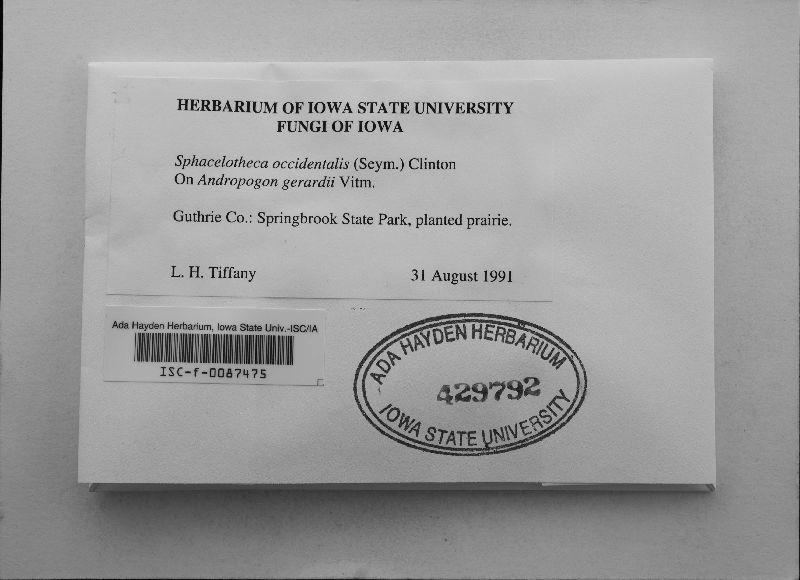 HERBARIUM OF IOWA STATE UNIVERSITY
FUNGI OF IOWA
Sphacelotheca occidentalis (Seym.) Clinton
On Andropogon gerardii Vitm.
Guthrie Co.: Springbrook State Park, planted prairie.
L. H. Tiffany 31 August 1991
Ada Hayden Herbarium, Iowa State Univ.-ISC/IA
ISC-f-0087475
ADA HAYDEN HERBARIUM
429792
IOWA STATE UNIVERSITY